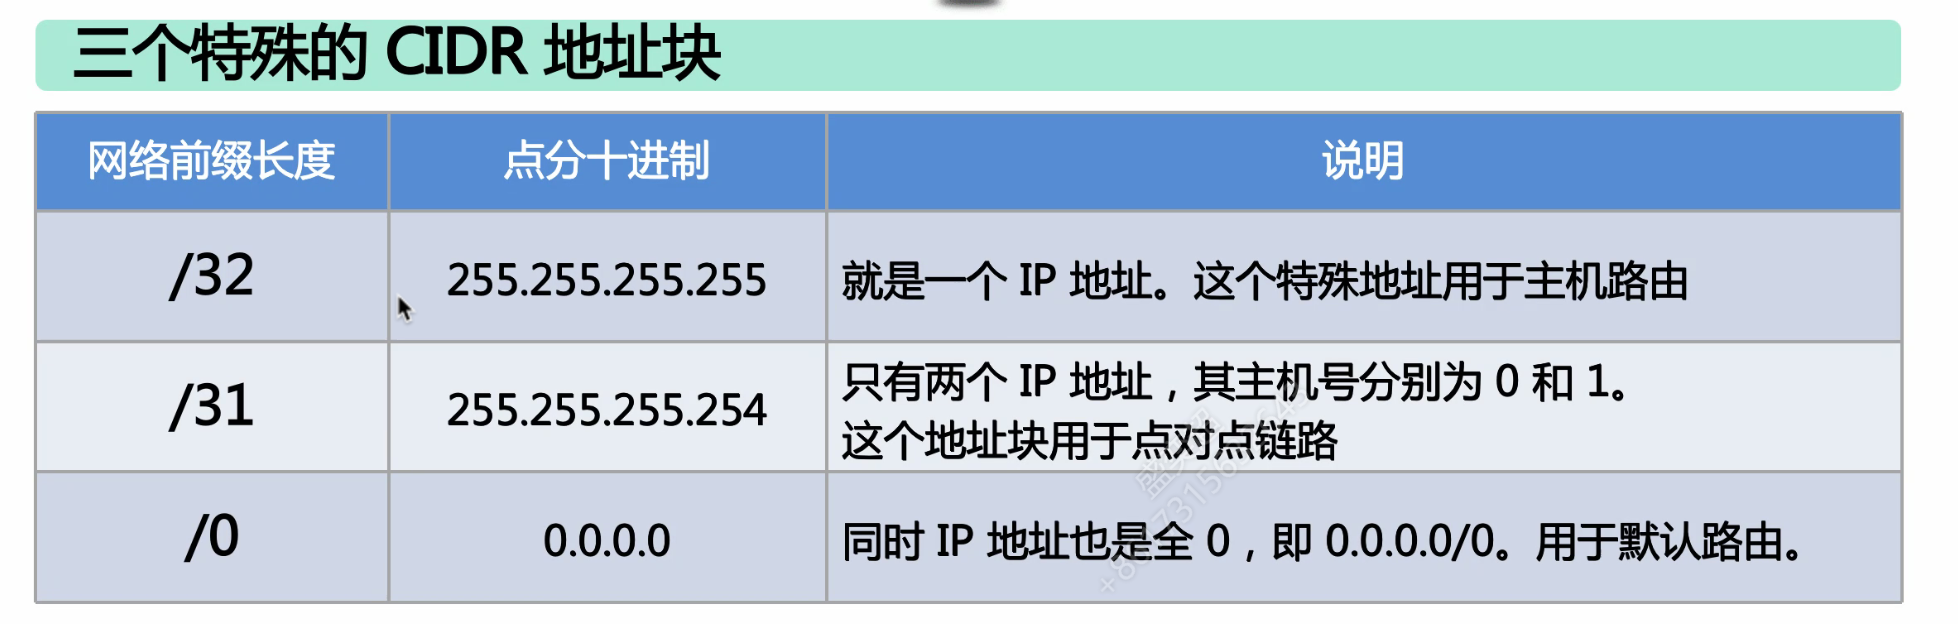 三个特殊的 CIDR 地址块
网络前缀长度 点分十进制 说明
/32 255.255.255.255 就是一个 IP 地址。这个特殊地址用于主机路由
/31 255.255.255.254 只有两个 IP 地址，其主机号分别为 0 和 1。
这个地址块用于点对点链路
/0 0.0.0.0 同时 IP 地址也是全 0，即 0.0.0.0/0。用于默认路由。